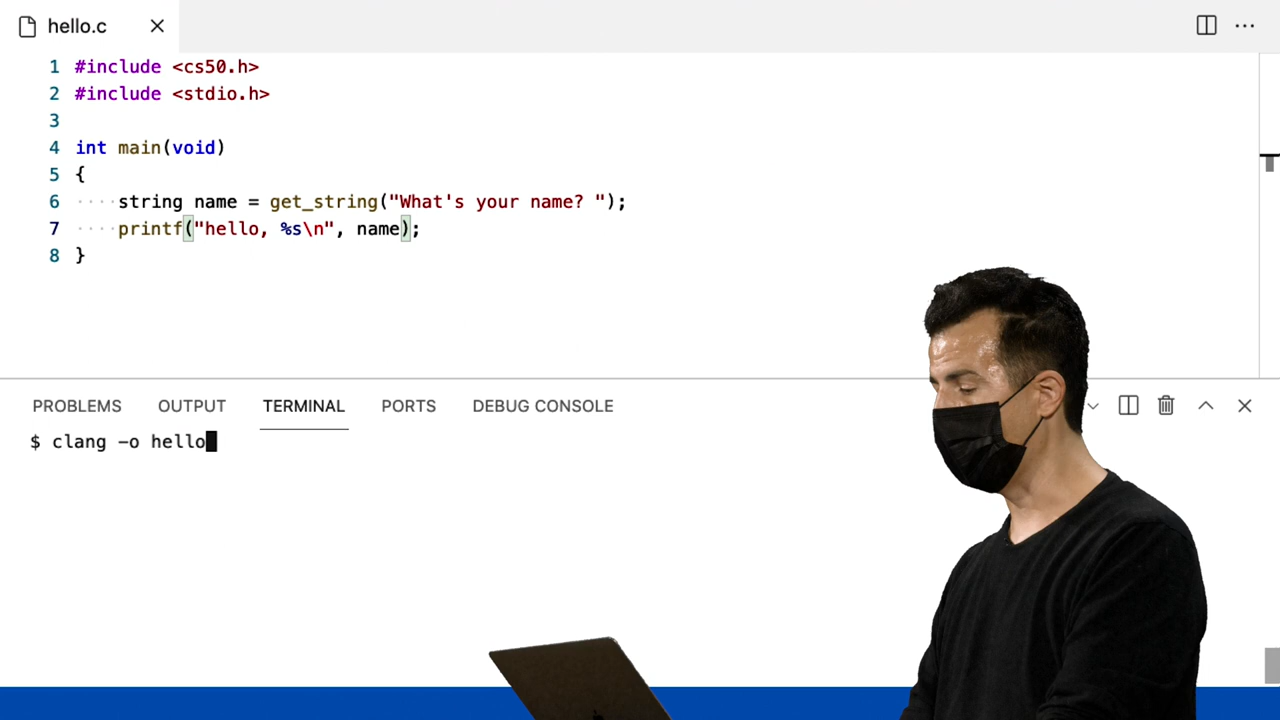 hello.c
1 #include <cs50.h>
2 #include <stdio.h>
3
4 int main(void)
5 {
6 ····string name = get_string("What's your name? ");
7 ····printf("hello, %s\n", name);
8 }
PROBLEMS OUTPUT TERMINAL PORTS DEBUG CONSOLE
$ clang -o hello